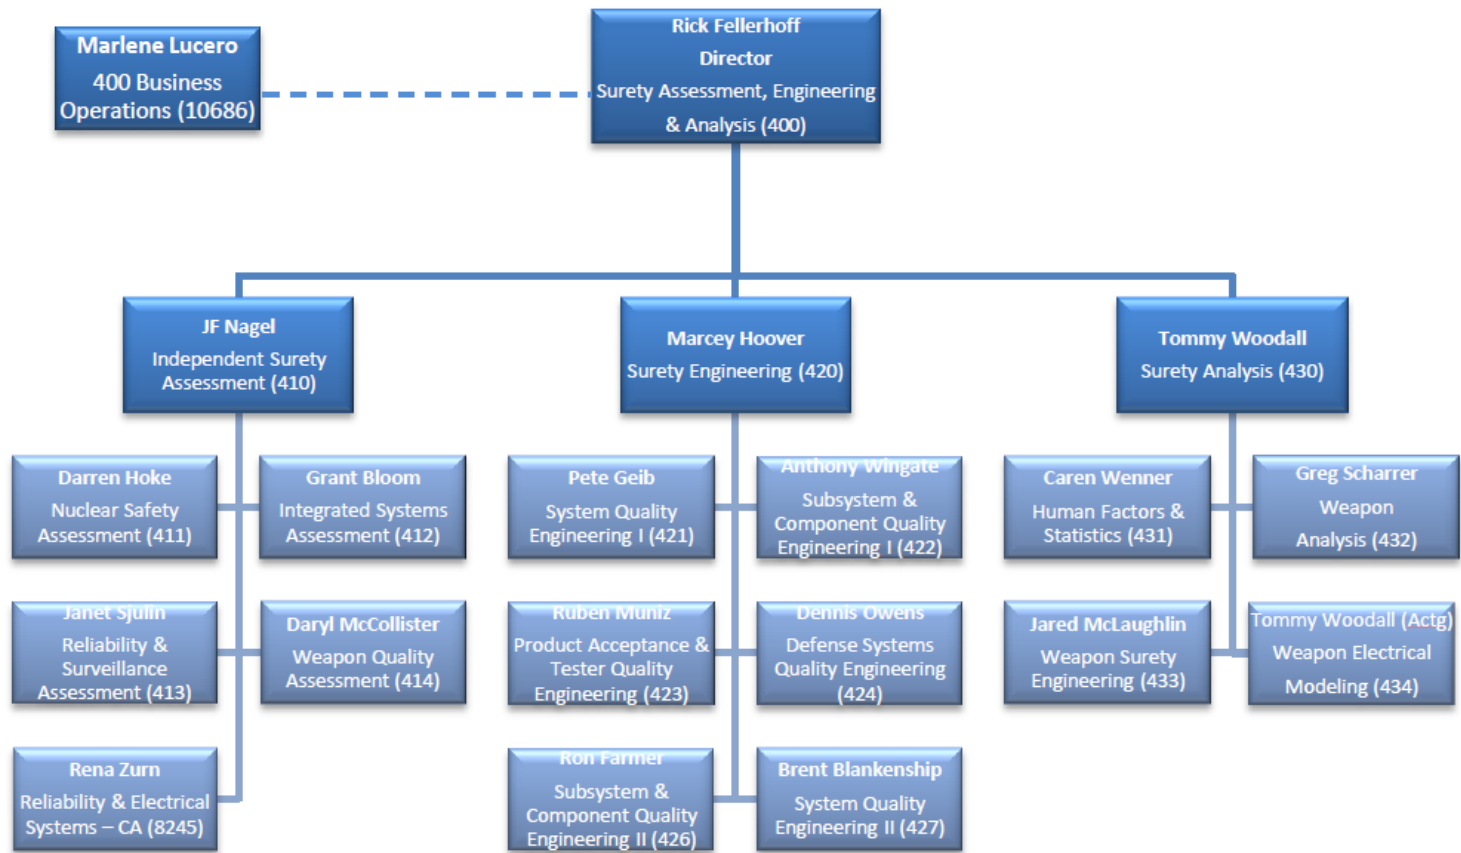 Marlene Lucero
400 Business
Operations (10686)
Rick Fellerhoff
Director
Surety Assessment, Engineering
& Analysis (400)
JF Nagel
Independent Surety
Assessment (410)
Marcey Hoover
Surety Engineering (420)
Tommy Woodall
Surety Analysis (430)
Darren Hoke
Nuclear Safety
Assessment (411)
Grant Bloom
Integrated Systems
Assessment (412)
Pete Geib
System Quality
Engineering I (421)
Anthony Wingate
Subsystem &
Component Quality
Engineering I (422)
Caren Wenner
Human Factors &
Statistics (431)
Greg Scharrer
Weapon
Analysis (432)
Janet Sjulin
Reliability &
Surveillance
Assessment (413)
Daryl McCollister
Weapon Quality
Assessment (414)
Ruben Muniz
Product Acceptance &
Tester Quality
Engineering (423)
Dennis Owens
Defense Systems
Quality Engineering
(424)
Jared McLaughlin
Weapon Surety
Engineering (433)
Tommy Woodall (Actg)
Weapon Electrical
Modeling (434)
Rena Zurn
Reliability & Electrical
Systems – CA (8245)
Ron Farmer
Subsystem &
Component Quality
Engineering II (426)
Brent Blankenship
System Quality
Engineering II (427)